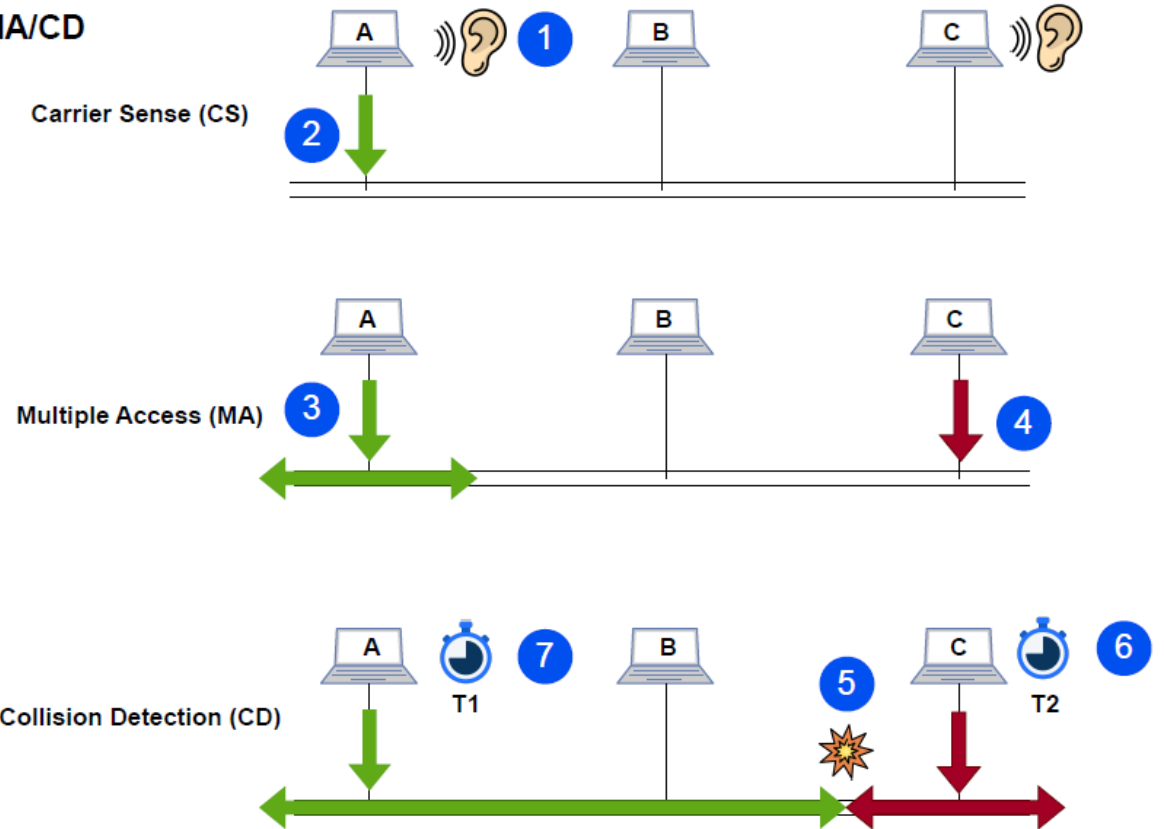 IA/CD
A
1
B
C
Carrier Sense (CS)
2
A
B
C
Multiple Access (MA)
3
4
A
7
B
5
C
6
T1
T2
Collision Detection (CD)